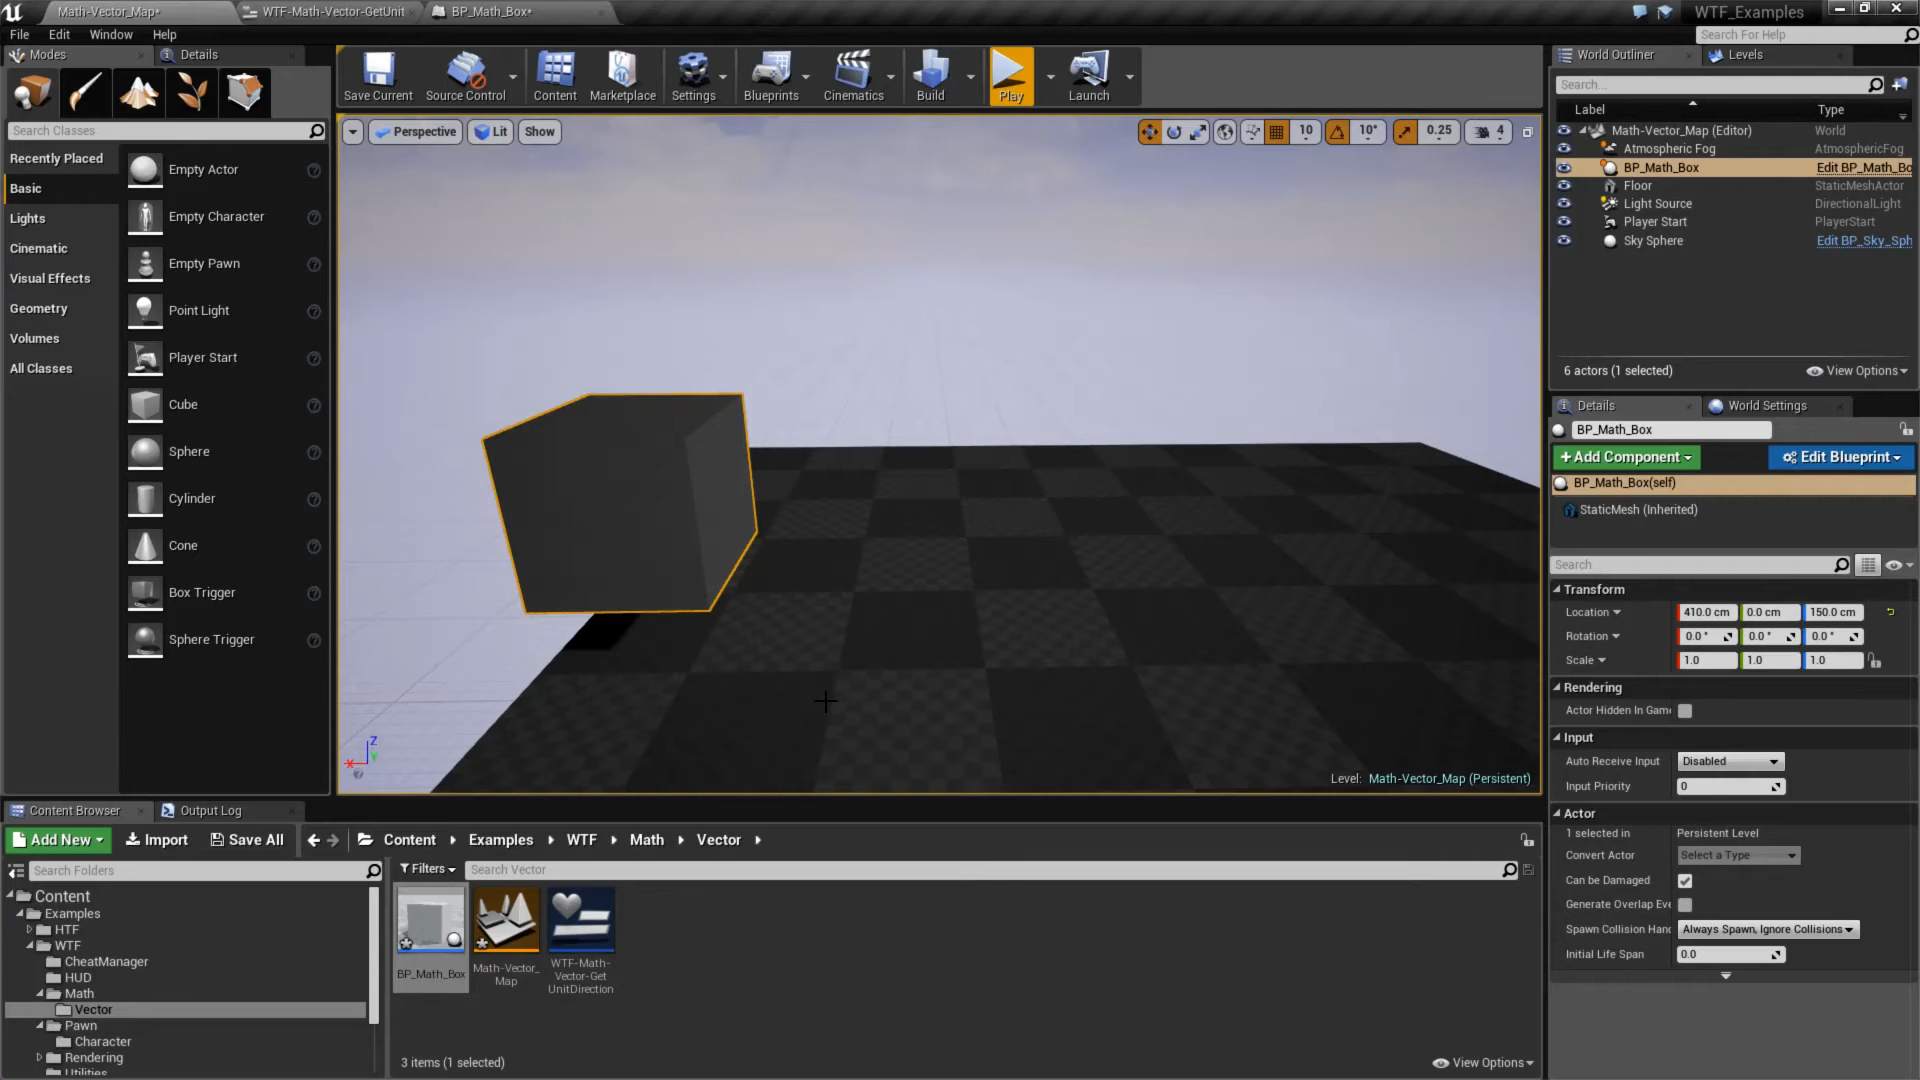 Math-Vector_Map*
WTF-Math-Vector-GetUnit
BP_Math_Box*
WTF_Examples
File
Edit
Window
Help
Search For Help
Modes
Details
Save Current
Source Control
Content
Marketplace
Settings
Blueprints
Cinematics
Build
Play
Launch
World Outliner
Levels
Search...
Label
Type
Math-Vector_Map (Editor)
World
Atmospheric Fog
AtmosphericFog
BP_Math_Box
Edit BP_Math_Bo
Floor
StaticMeshActor
Light Source
DirectionalLight
Player Start
PlayerStart
Sky Sphere
Edit BP_Sky_Sph
6 actors (1 selected)
View Options
Search Classes
Recently Placed
Basic
Lights
Cinematic
Visual Effects
Geometry
Volumes
All Classes
Empty Actor
Empty Character
Empty Pawn
Point Light
Player Start
Cube
Sphere
Cylinder
Cone
Box Trigger
Sphere Trigger
Perspective
Lit
Show
10
10°
0.25
4
Z
Y
X
Level: Math-Vector_Map (Persistent)
Details
World Settings
BP_Math_Box
+ Add Component
Edit Blueprint
BP_Math_Box(self)
StaticMesh (Inherited)
Search
Transform
Location
410.0 cm
0.0 cm
150.0 cm
Rotation
0.0 °
0.0 °
0.0 °
Scale
1.0
1.0
1.0
Rendering
Actor Hidden In Game
Input
Auto Receive Input
Disabled
Input Priority
0
Actor
1 selected in
Persistent Level
Convert Actor
Select a Type
Can be Damaged
Generate Overlap Eve
Spawn Collision Hand
Always Spawn, Ignore Collisions
Initial Life Span
0.0
Content Browser
Output Log
Add New
Import
Save All
Content
Examples
WTF
Math
Vector
Search Folders
Filters
Search Vector
Content
Examples
HTF
WTF
CheatManager
HUD
Math
Vector
Pawn
Character
Rendering
Utilities
BP_Math_Box
Math-Vector_
Map
WTF-Math-
Vector-Get
UnitDirection
3 items (1 selected)
View Options